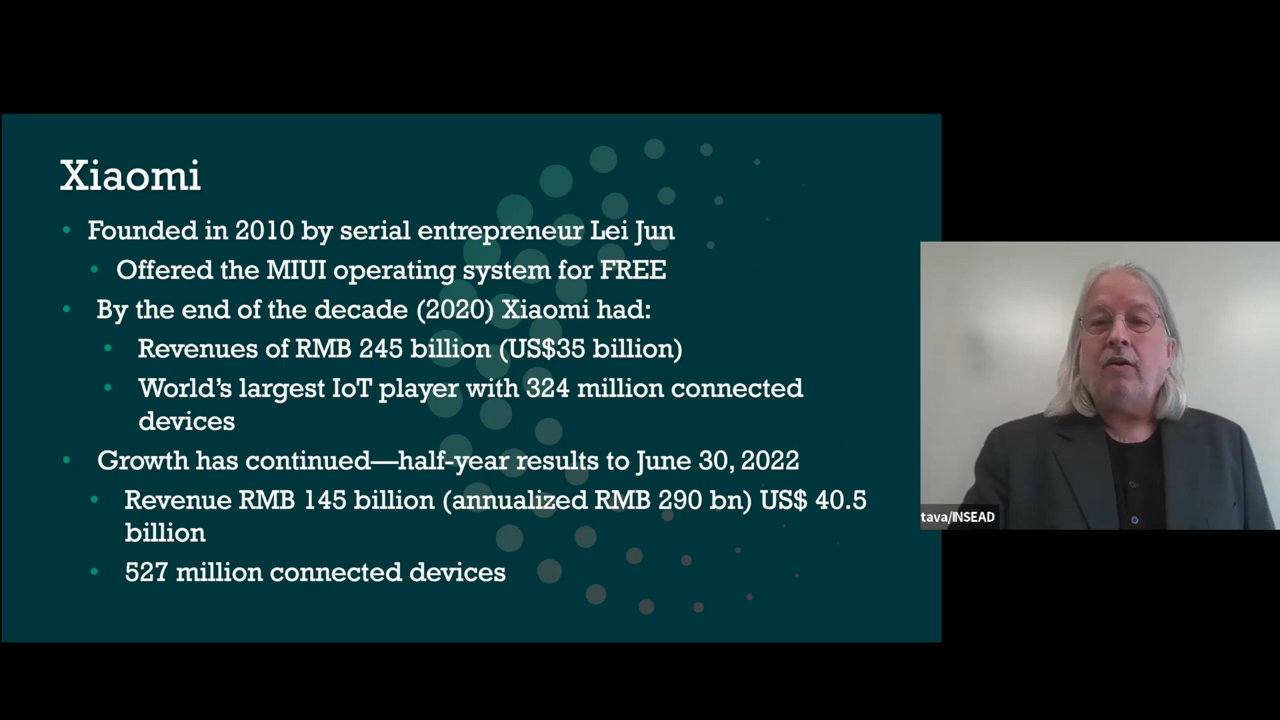 Xiaomi
• Founded in 2010 by serial entrepreneur Lei Jun
• Offered the MIUI operating system for FREE
• By the end of the decade (2020) Xiaomi had:
• Revenues of RMB 245 billion (US$35 billion)
• World’s largest IoT player with 324 million connected
devices
• Growth has continued—half-year results to June 30, 2022
• Revenue RMB 145 billion (annualized RMB 290 bn) US$ 40.5
billion
• 527 million connected devices
tava/INSEAD